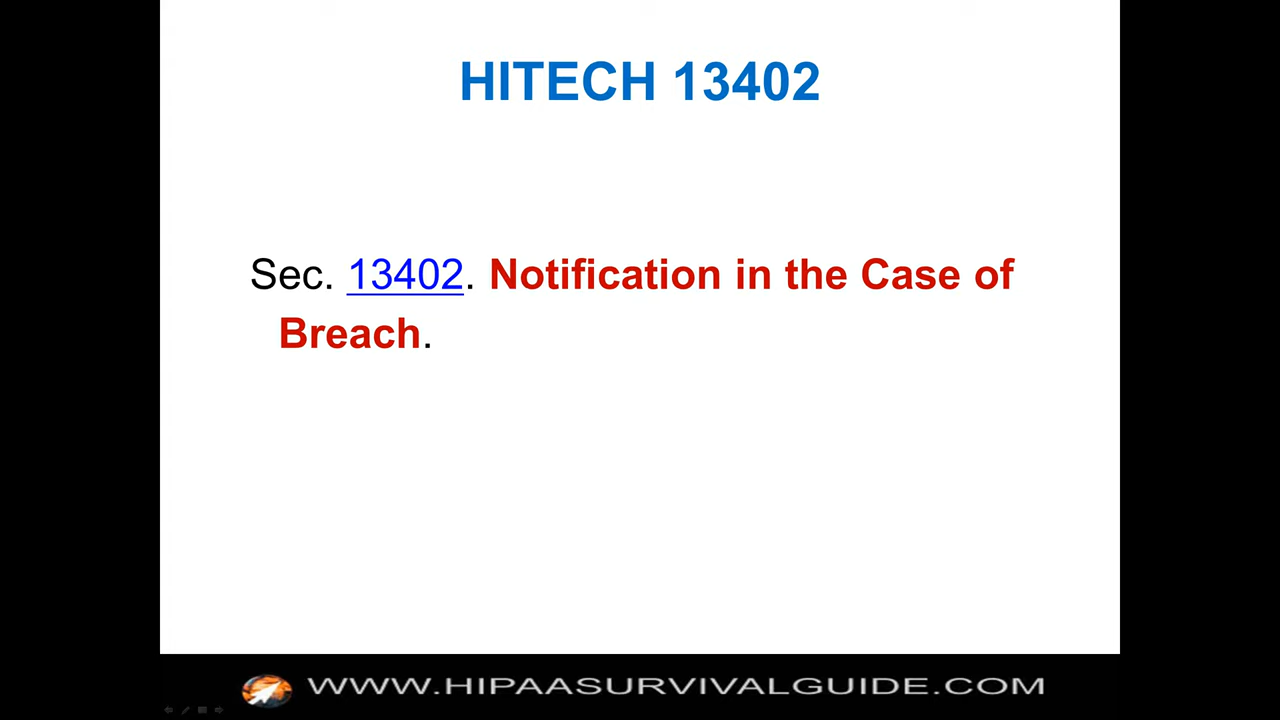 HITECH 13402
Sec. 13402. Notification in the Case of
Breach.
WWW.HIPAASURVIVALGUIDE.COM